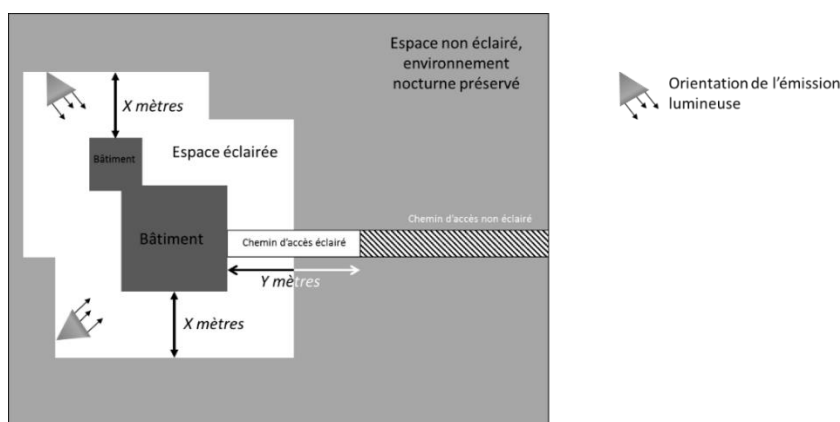 Espace non éclairé,
environnement
nocturne préservé
Orientation de l'émission
lumineuse
X mètres
Bâtiment
Espace éclairée
Chemin d'accès non éclairé
Bâtiment
Chemin d'accès éclairé
Y mètres
X mètres